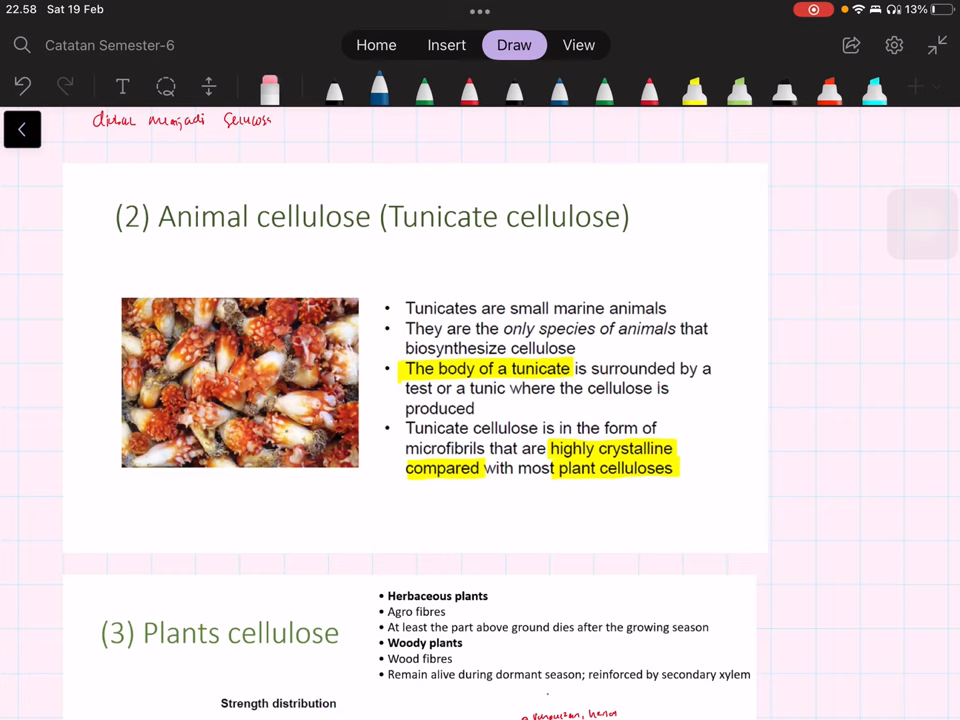 22.58 Sat 19 Feb
13%
Catatan Semester-6
Home Insert Draw View
menjadi
(2) Animal cellulose (Tunicate cellulose)
• Tunicates are small marine animals
• They are the only species of animals that
biosynthesize cellulose
• The body of a tunicate is surrounded by a
test or a tunic where the cellulose is
produced
• Tunicate cellulose is in the form of
microfibrils that are highly crystalline
compared with most plant celluloses
(3) Plants cellulose
• Herbaceous plants
• Agro fibres
• At least the part above ground dies after the growing season
• Woody plants
• Wood fibres
• Remain alive during dormant season; reinforced by secondary xylem
Strength distribution